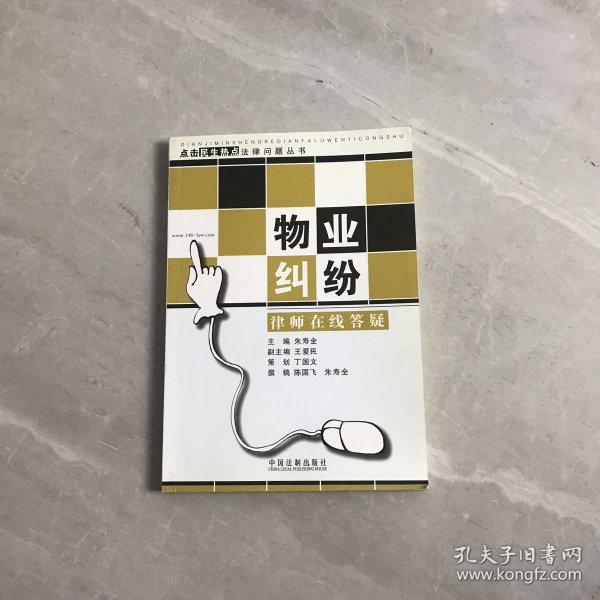 DIANJIMINSHENGREDIANFALUWENTICONGSHU
点击民生热点法律问题丛书
www.148-law.com
物业
纠纷
律师在线答疑
主 编 朱寿全
副主编 王爱民
策 划 丁国文
撰 稿 陈国飞 朱寿全
中国法制出版社
CHINA LEGAL PUBLISHING HOUSE
孔夫子旧书网
www.kongfz.com